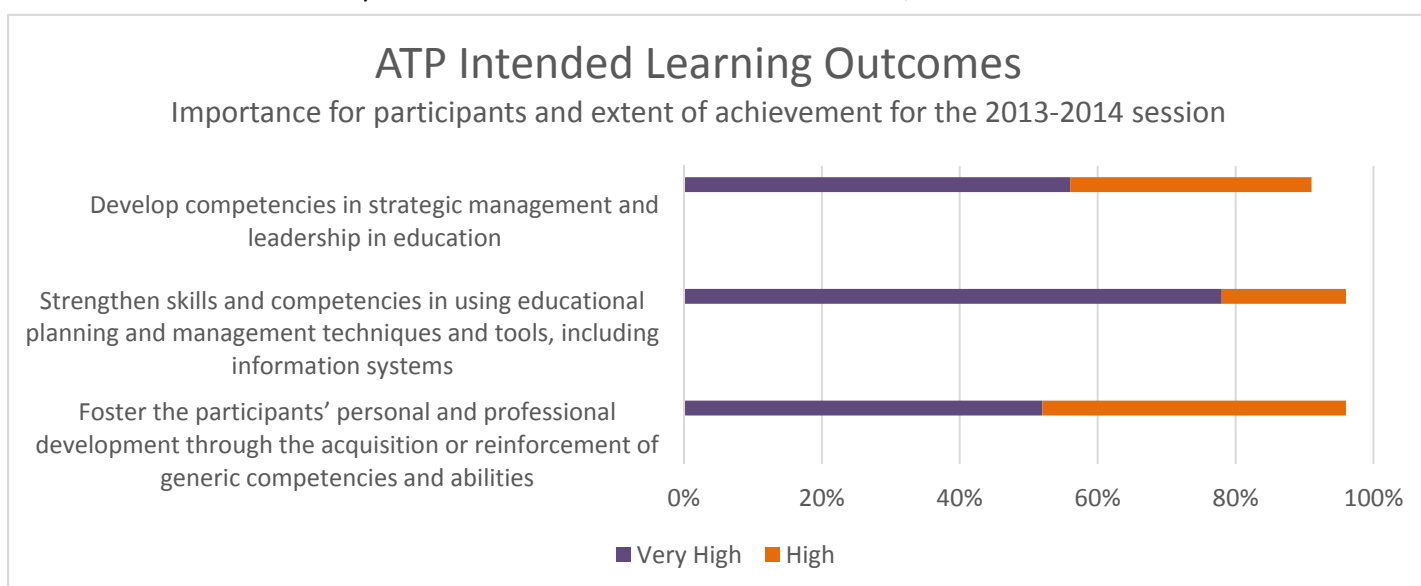 ATP Intended Learning Outcomes
Importance for participants and extent of achievement for the 2013-2014 session
Develop competencies in strategic management and
leadership in education
Strengthen skills and competencies in using educational
planning and management techniques and tools, including
information systems
Foster the participants’ personal and professional
development through the acquisition or reinforcement of
generic competencies and abilities
0% 20% 40% 60% 80% 100%
Very High High